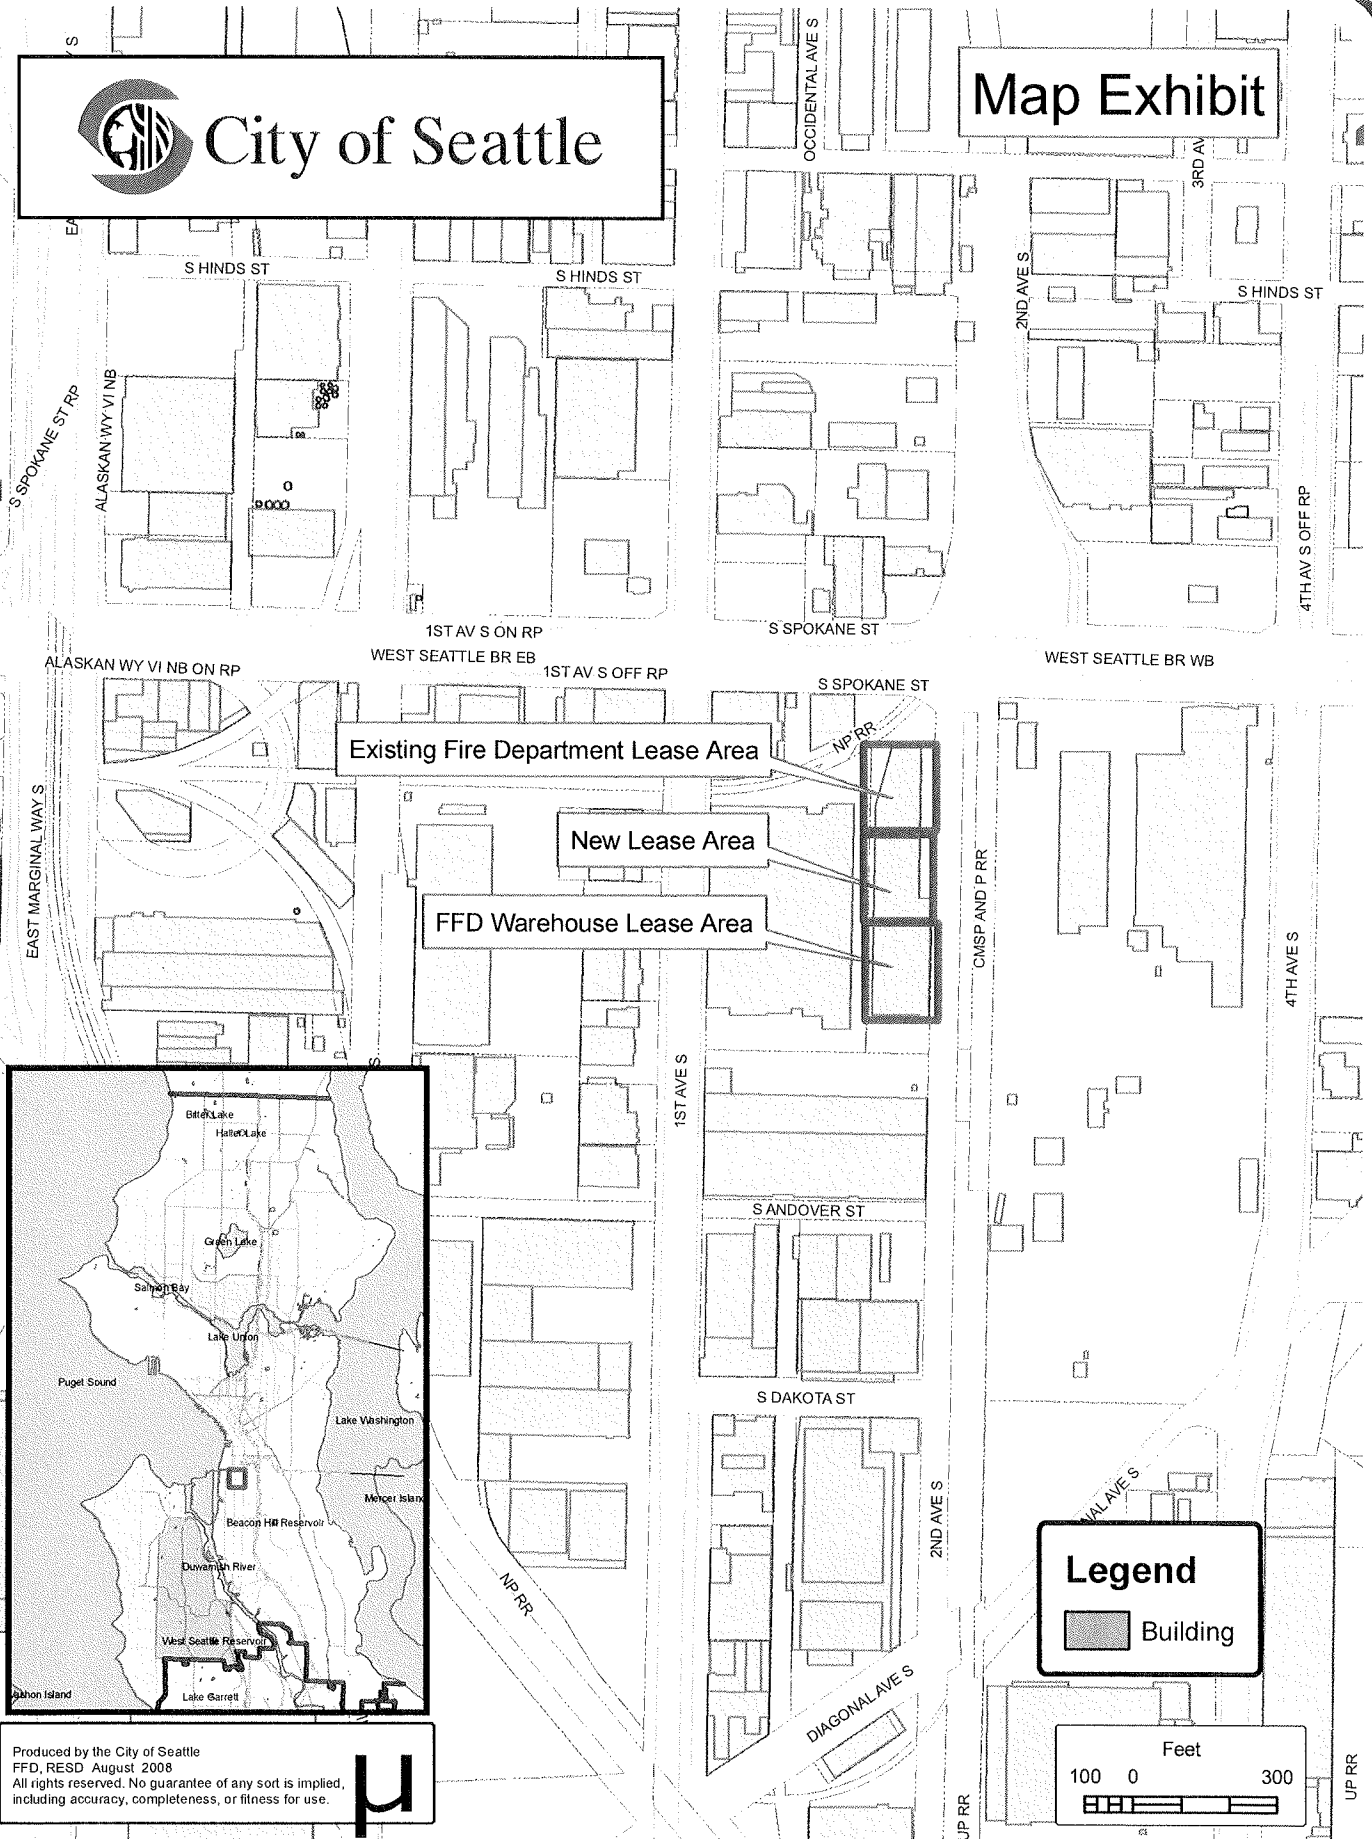 OCCIDENTAL AVE S
City of Seattle
Map Exhibit
3RD AV
S HINDS ST
S HINDS ST
S HINDS ST
2ND AVE S
S SPOKANE ST RP
ALASKAN WY VI NB
4TH AV S OFF RP
1ST AV S ON RP
S SPOKANE ST
WEST SEATTLE BR EB
WEST SEATTLE BR WB
ALASKAN WY VI NB ON RP
1ST AV S OFF RP
S SPOKANE ST
NP RR
Existing Fire Department Lease Area
New Lease Area
FFD Warehouse Lease Area
EAST MARGINAL WAY S
CMSP AND P RR
4TH AVE S
1ST AVE S
Bitter Lake
Haller Lake
S ANDOVER ST
Green Lake
Salmon Bay
Lake Union
Puget Sound
S DAKOTA ST
Lake Washington
Mercer Island
2ND AVE S
NAL AVE S
Beacon Hill Reservoir
Duwamish River
NP RR
Legend
Building
West Seattle Reservoir
Lake Garrett
DIAGONAL AVE S
Produced by the City of Seattle
FFD, RESD August 2008
All rights reserved. No guarantee of any sort is implied,
including accuracy, completeness, or fitness for use.
µ
Feet
100 0 300
UP RR
UP RR